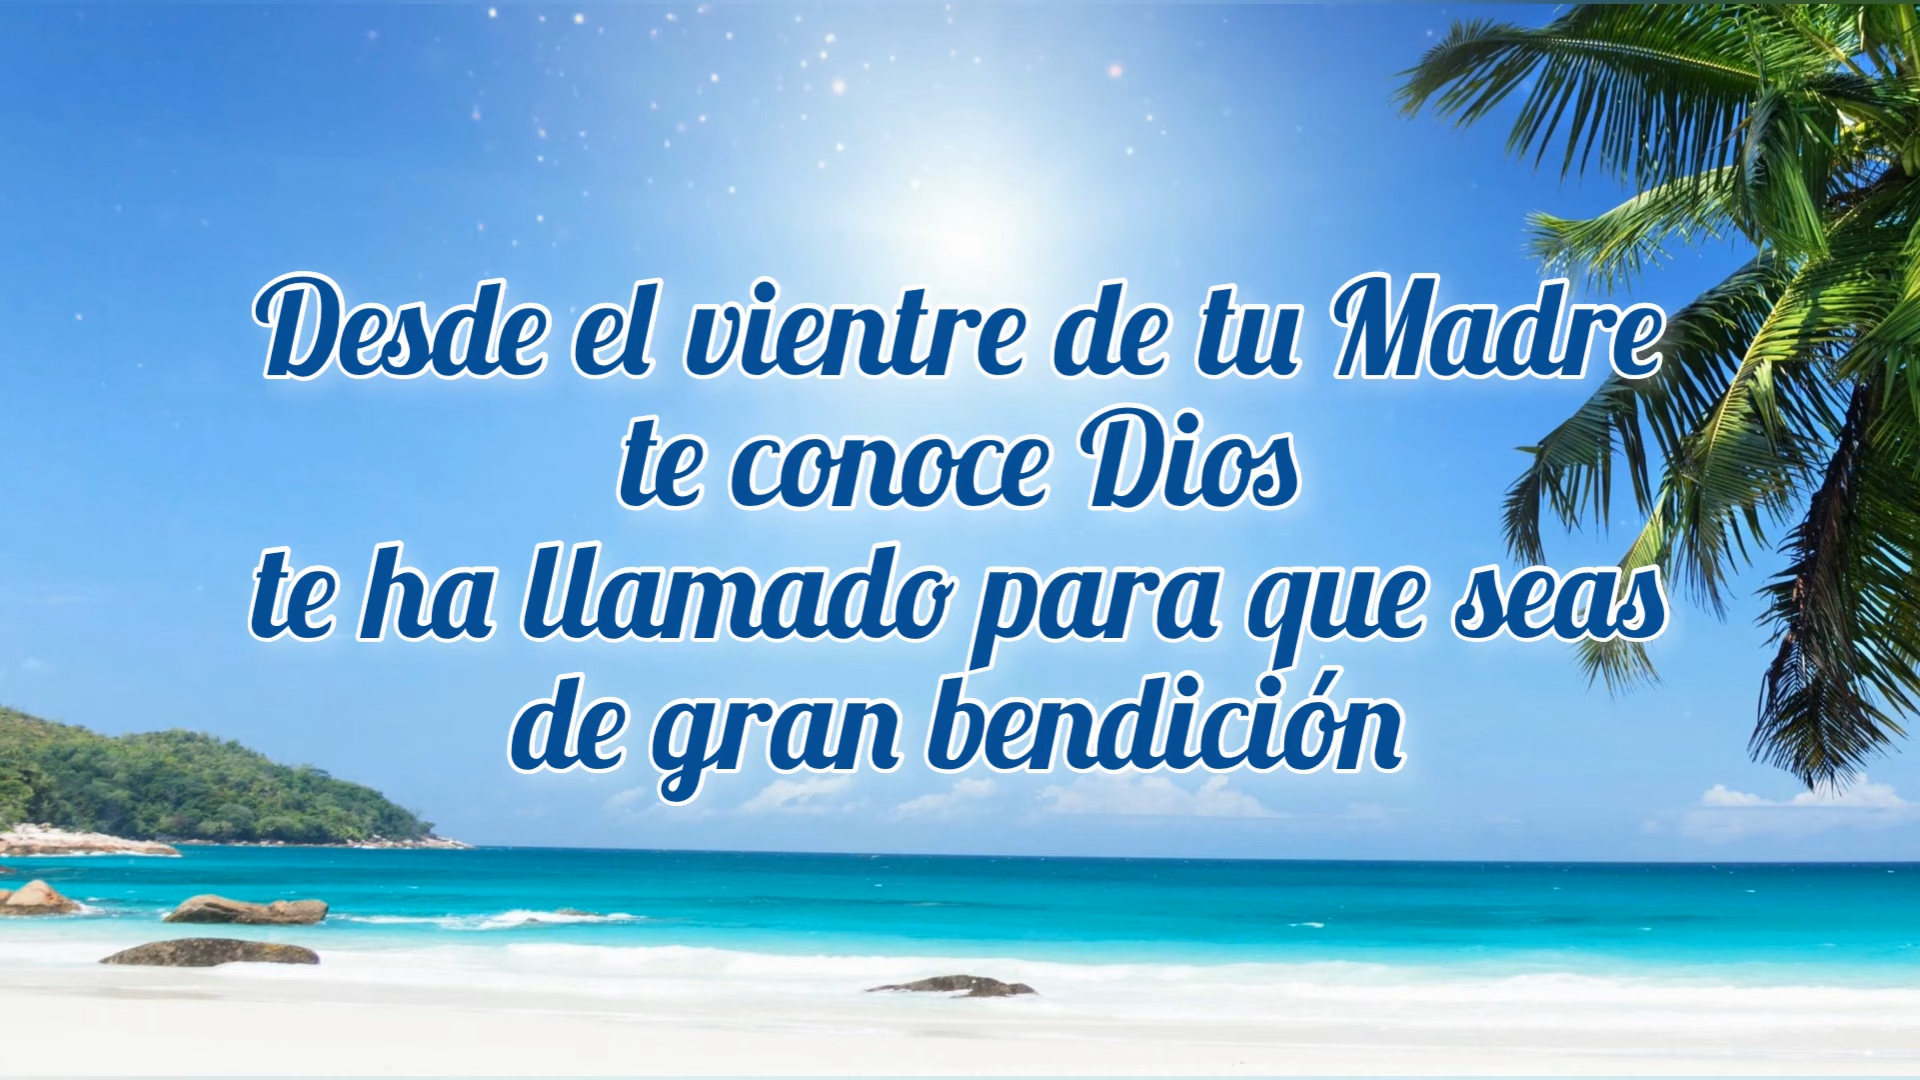 Desde el vientre de tu Madre
te conoce Dios
te ha llamado para que seas
de gran bendición